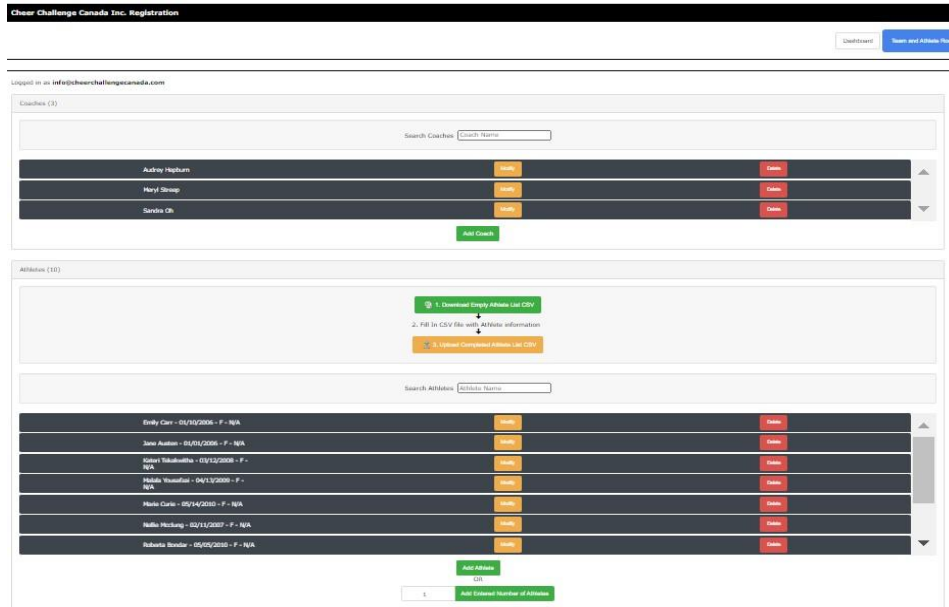 Cheer Challenge Canada Inc. Registration
Dashboard
Team and Athlete
Logged in as info@cheerchallengecanada.com
Coaches (3)
Search Coaches Coach Name
Audrey Hepburn Modify Delete
Meryl Streep Modify Delete
Sandra Oh Modify Delete
Add Coach
Athletes (10)
1. Download Empty Athlete List CSV
2. Fill In CSV file with Athlete information
3. Upload Completed Athlete List CSV
Search Athletes Athlete Name
Emily Carr - 01/10/2006 - F - N/A Modify Delete
Jane Austen - 01/01/2006 - F - N/A Modify Delete
Kateri Tekakwitha - 03/12/2008 - F -
N/A Modify Delete
Malala Yousafzai - 04/13/2009 - F -
N/A Modify Delete
Marie Curie - 05/14/2010 - F - N/A Modify Delete
Nellie Mcclung - 02/11/2007 - F - N/A Modify Delete
Roberta Bondar - 05/05/2010 - F - N/A Modify Delete
Add Athlete
OR
1 Add Entered Number of Athletes